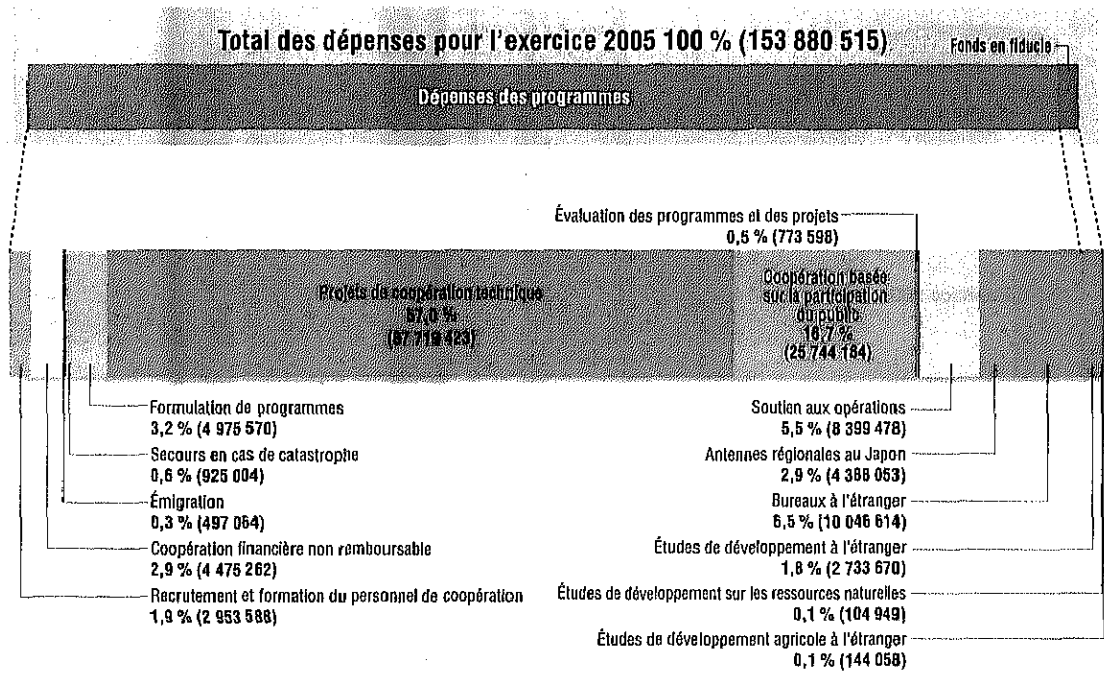 Total des dépenses pour l'exercice 2005 100 % (153 880 515)
Fonds en fiducie
Dépenses des programmes
Évaluation des programmes et des projets
0,5 % (773 598)
Projets de coopération technique
57,0 %
(87 719 423)
Coopération basée
sur la participation
du public
16,7 %
(25 744 184)
Formulation de programmes
3,2 % (4 975 570)
Secours en cas de catastrophe
0,6 % (925 004)
Émigration
0,3 % (497 064)
Coopération financière non remboursable
2,9 % (4 475 262)
Recrutement et formation du personnel de coopération
1,9 % (2 953 588)
Soutien aux opérations
5,5 % (8 399 478)
Antennes régionales au Japon
2,9 % (4 388 053)
Bureaux à l'étranger
6,5 % (10 046 614)
Études de développement à l'étranger
1,8 % (2 733 670)
Études de développement sur les ressources naturelles
0,1 % (104 949)
Études de développement agricole à l'étranger
0,1 % (144 058)